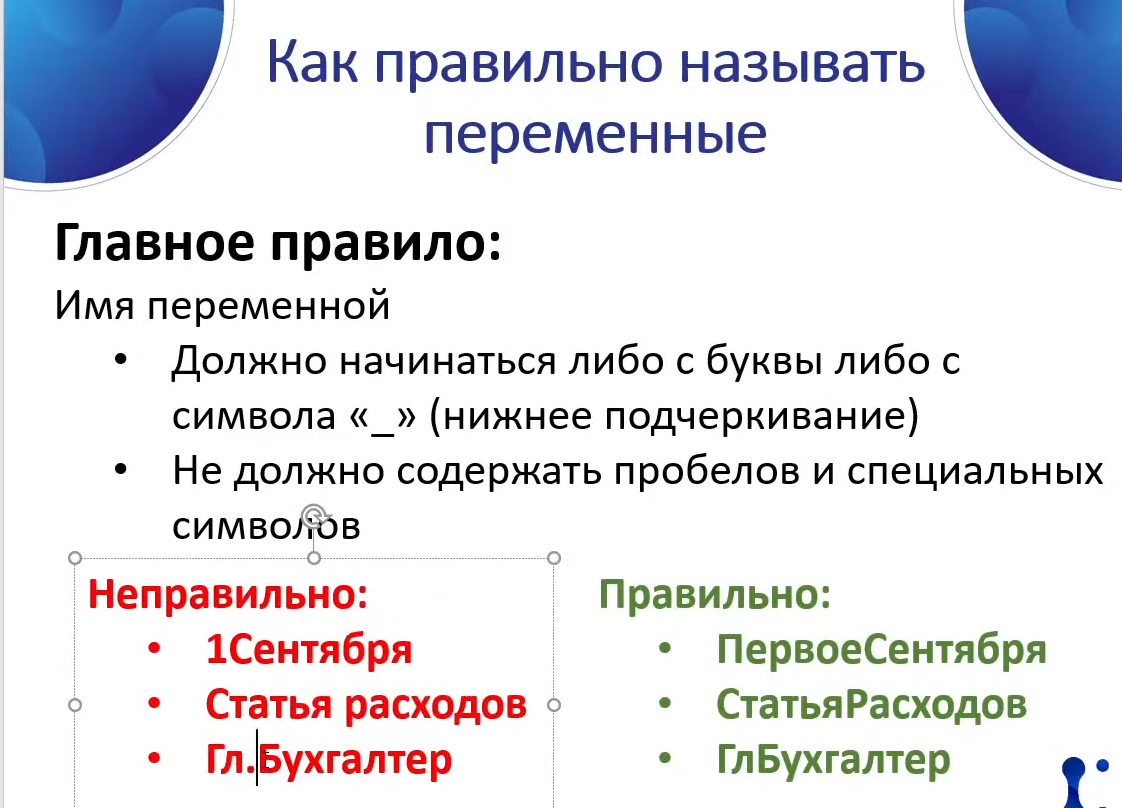 Как правильно называть
переменные
Главное правило:
Имя переменной
• Должно начинаться либо с буквы либо с
символа «_» (нижнее подчеркивание)
• Не должно содержать пробелов и специальных
символов
Неправильно:
• 1Сентября
• Статья расходов
• Гл.Бухгалтер
Правильно:
• ПервоеСентября
• СтатьяРасходов
• ГлБухгалтер